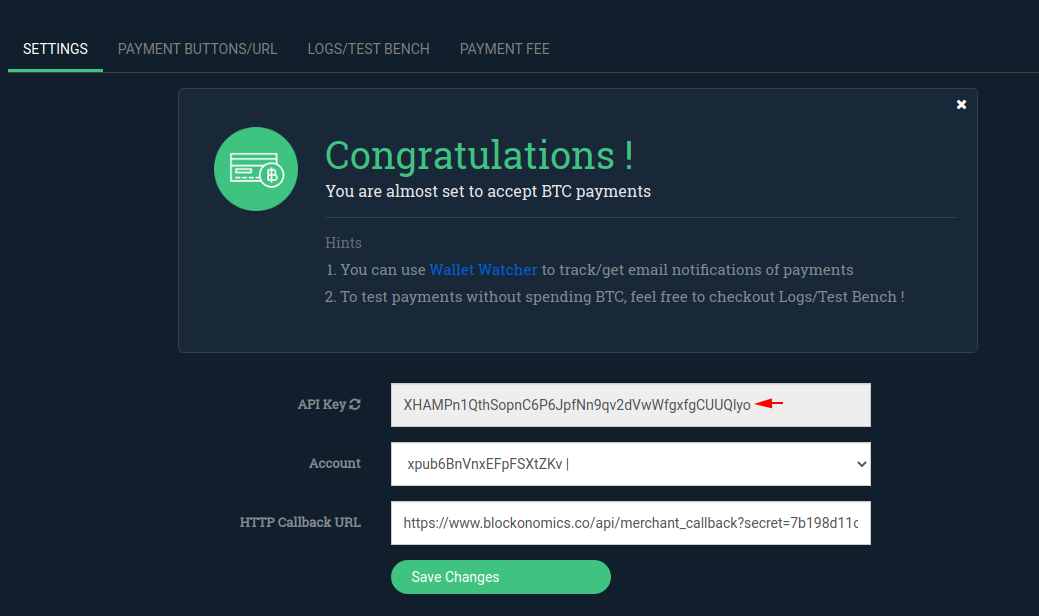 SETTINGS PAYMENT BUTTONS/URL LOGS/TEST BENCH PAYMENT FEE
Congratulations !
You are almost set to accept BTC payments
Hints
1. You can use Wallet Watcher to track/get email notifications of payments
2. To test payments without spending BTC, feel free to checkout Logs/Test Bench !
API Key XHAMPn1QthSopnC6P6JpfNn9qv2dVwWfgxfgCUUQlyo
Account xpub6BnVnxEFpFSXtZKv |
HTTP Callback URL https://www.blockonomics.co/api/merchant_callback?secret=7b198d11c
Save Changes